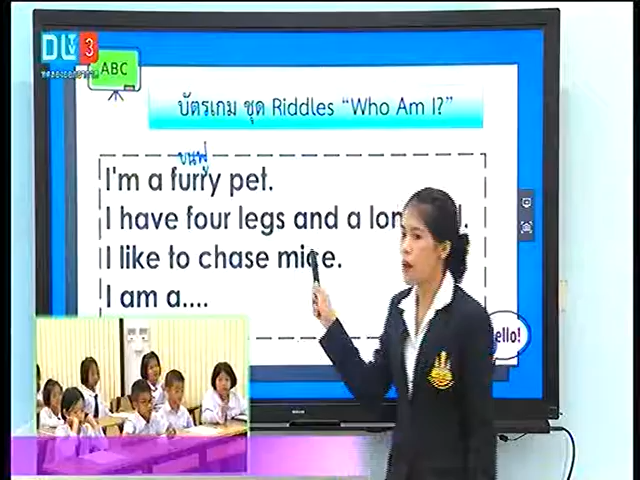 DLTV 3
ABC
บัตรเกม ชุด Riddles “Who Am I?”
ขนฟู
I'm a furry pet.
I have four legs and a lon
I like to chase mice.
I am a....
ello!